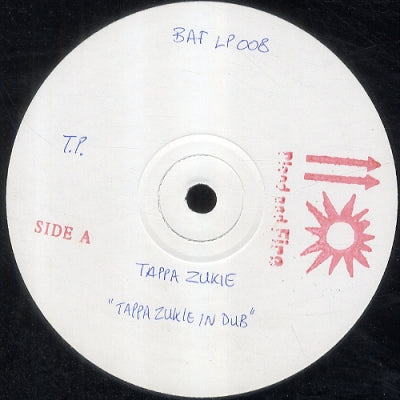 BAF LP 008
T.P.
Blood and Fire
SIDE A
TAPPA ZUKIE
"TAPPA ZUKIE IN DUB"